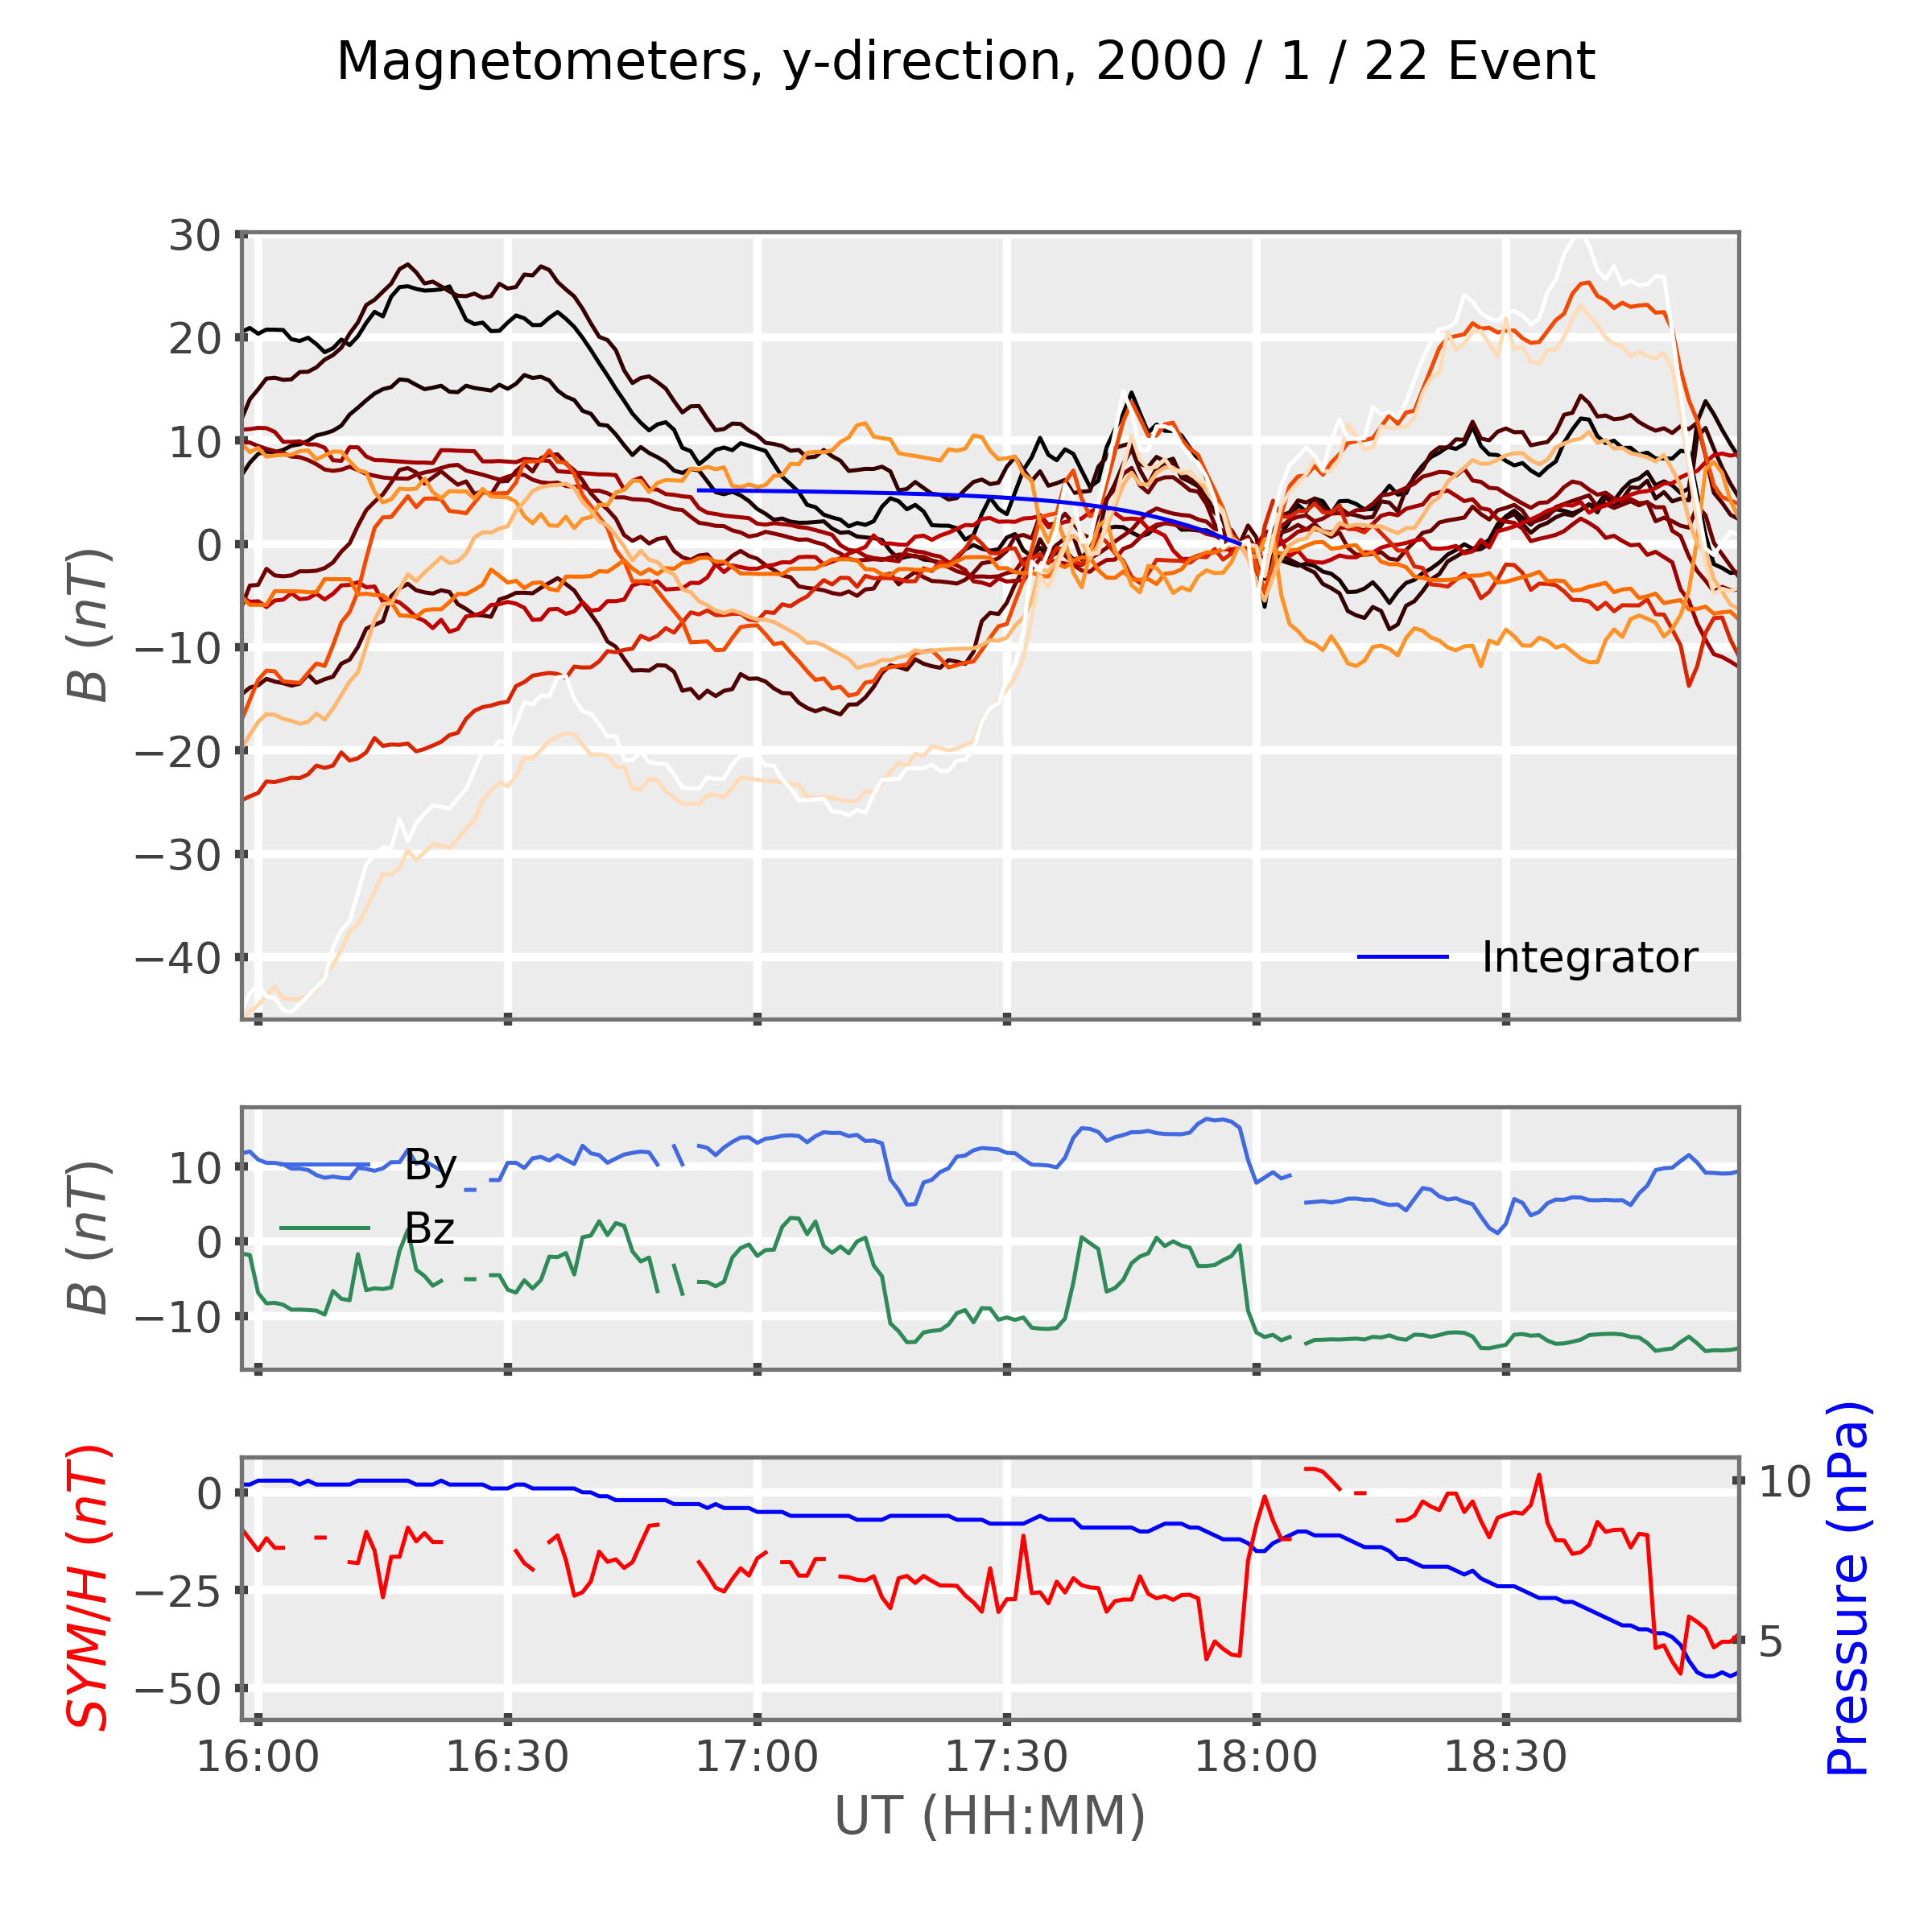 Magnetometers, y-direction, 2000 / 1 / 22 Event
30
20
10
0
−10
−20
−30
−40
B (nT)
Integrator
10
0
−10
B (nT)
By
Bz
0
−25
−50
SYM/H (nT)
10
5
Pressure (nPa)
16:00 16:30 17:00 17:30 18:00 18:30
UT (HH:MM)